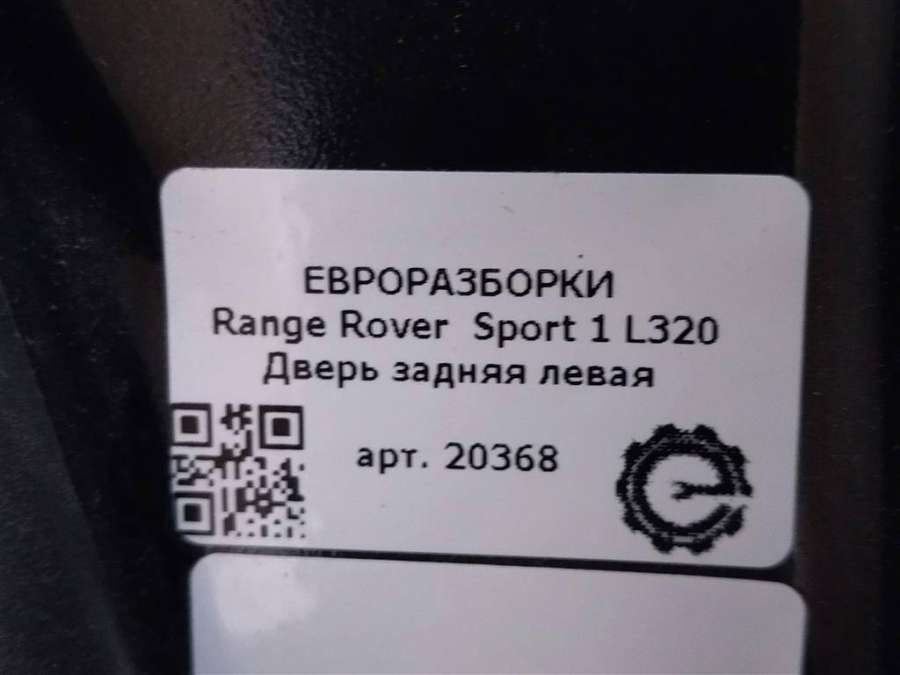 ЕВРОРАЗБОРКИ
Range Rover Sport 1 L320
Дверь задняя левая
арт. 20368